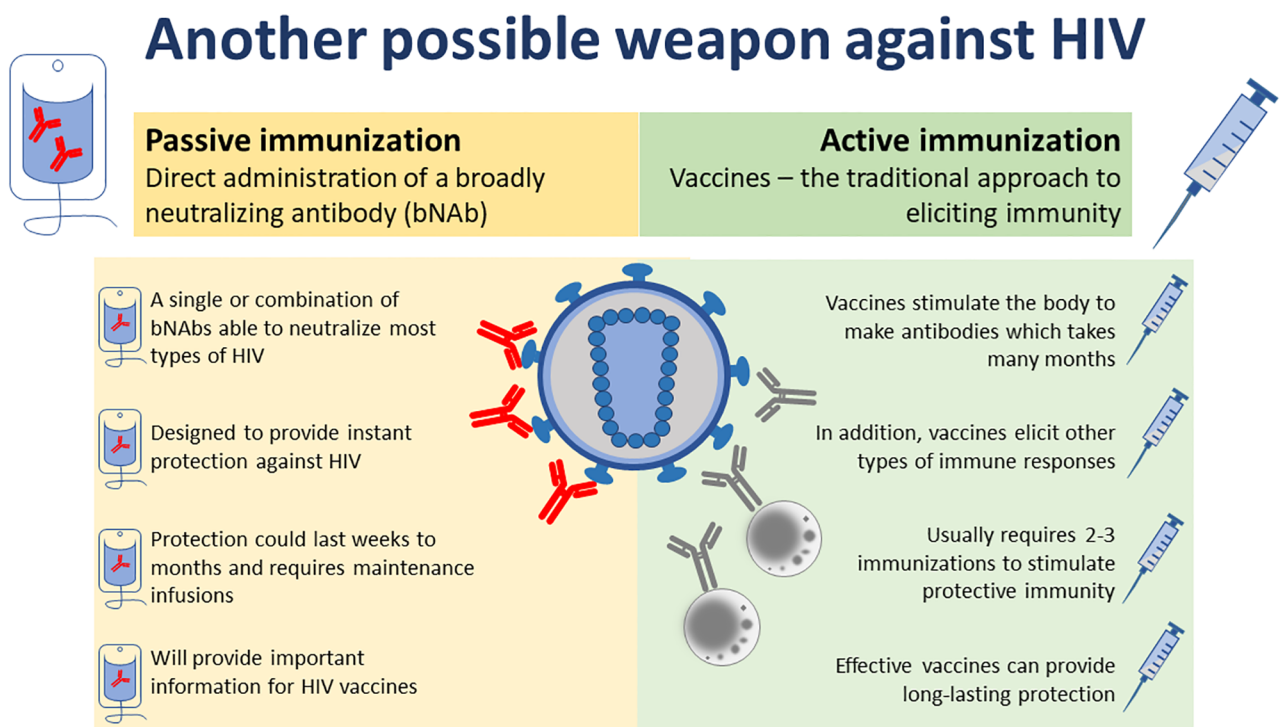 Another possible weapon against HIV
Passive immunization
Direct administration of a broadly
neutralizing antibody (bNAb)
Active immunization
Vaccines – the traditional approach to
eliciting immunity
A single or combination of
bNAbs able to neutralize most
types of HIV
Designed to provide instant
protection against HIV
Protection could last weeks to
months and requires maintenance
infusions
Will provide important
information for HIV vaccines
Vaccines stimulate the body to
make antibodies which takes
many months
In addition, vaccines elicit other
types of immune responses
Usually requires 2-3
immunizations to stimulate
protective immunity
Effective vaccines can provide
long-lasting protection